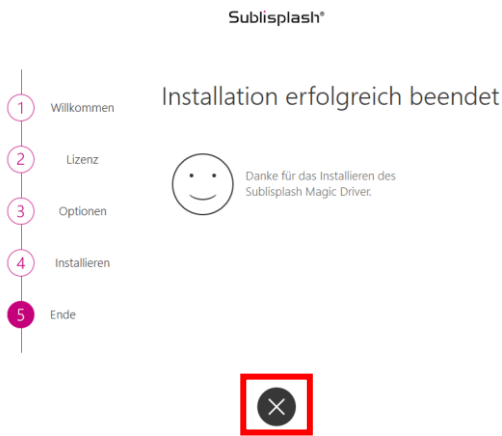 Sublisplash®
Installation erfolgreich beendet
1 Willkommen
2 Lizenz
3 Optionen
4 Installieren
5 Ende
Danke für das Installieren des
Sublisplash Magic Driver.